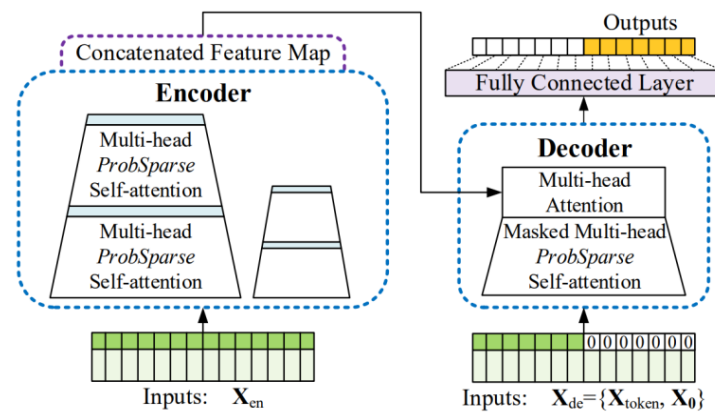 Concatenated Feature Map
Encoder
Multi-head
ProbSparse
Self-attention
Multi-head
ProbSparse
Self-attention
Inputs: Xen
Outputs
Fully Connected Layer
Decoder
Multi-head
Attention
Masked Multi-head
ProbSparse
Self-attention
0 0 0 0 0 0 0
Inputs: Xde={Xtoken, X0}